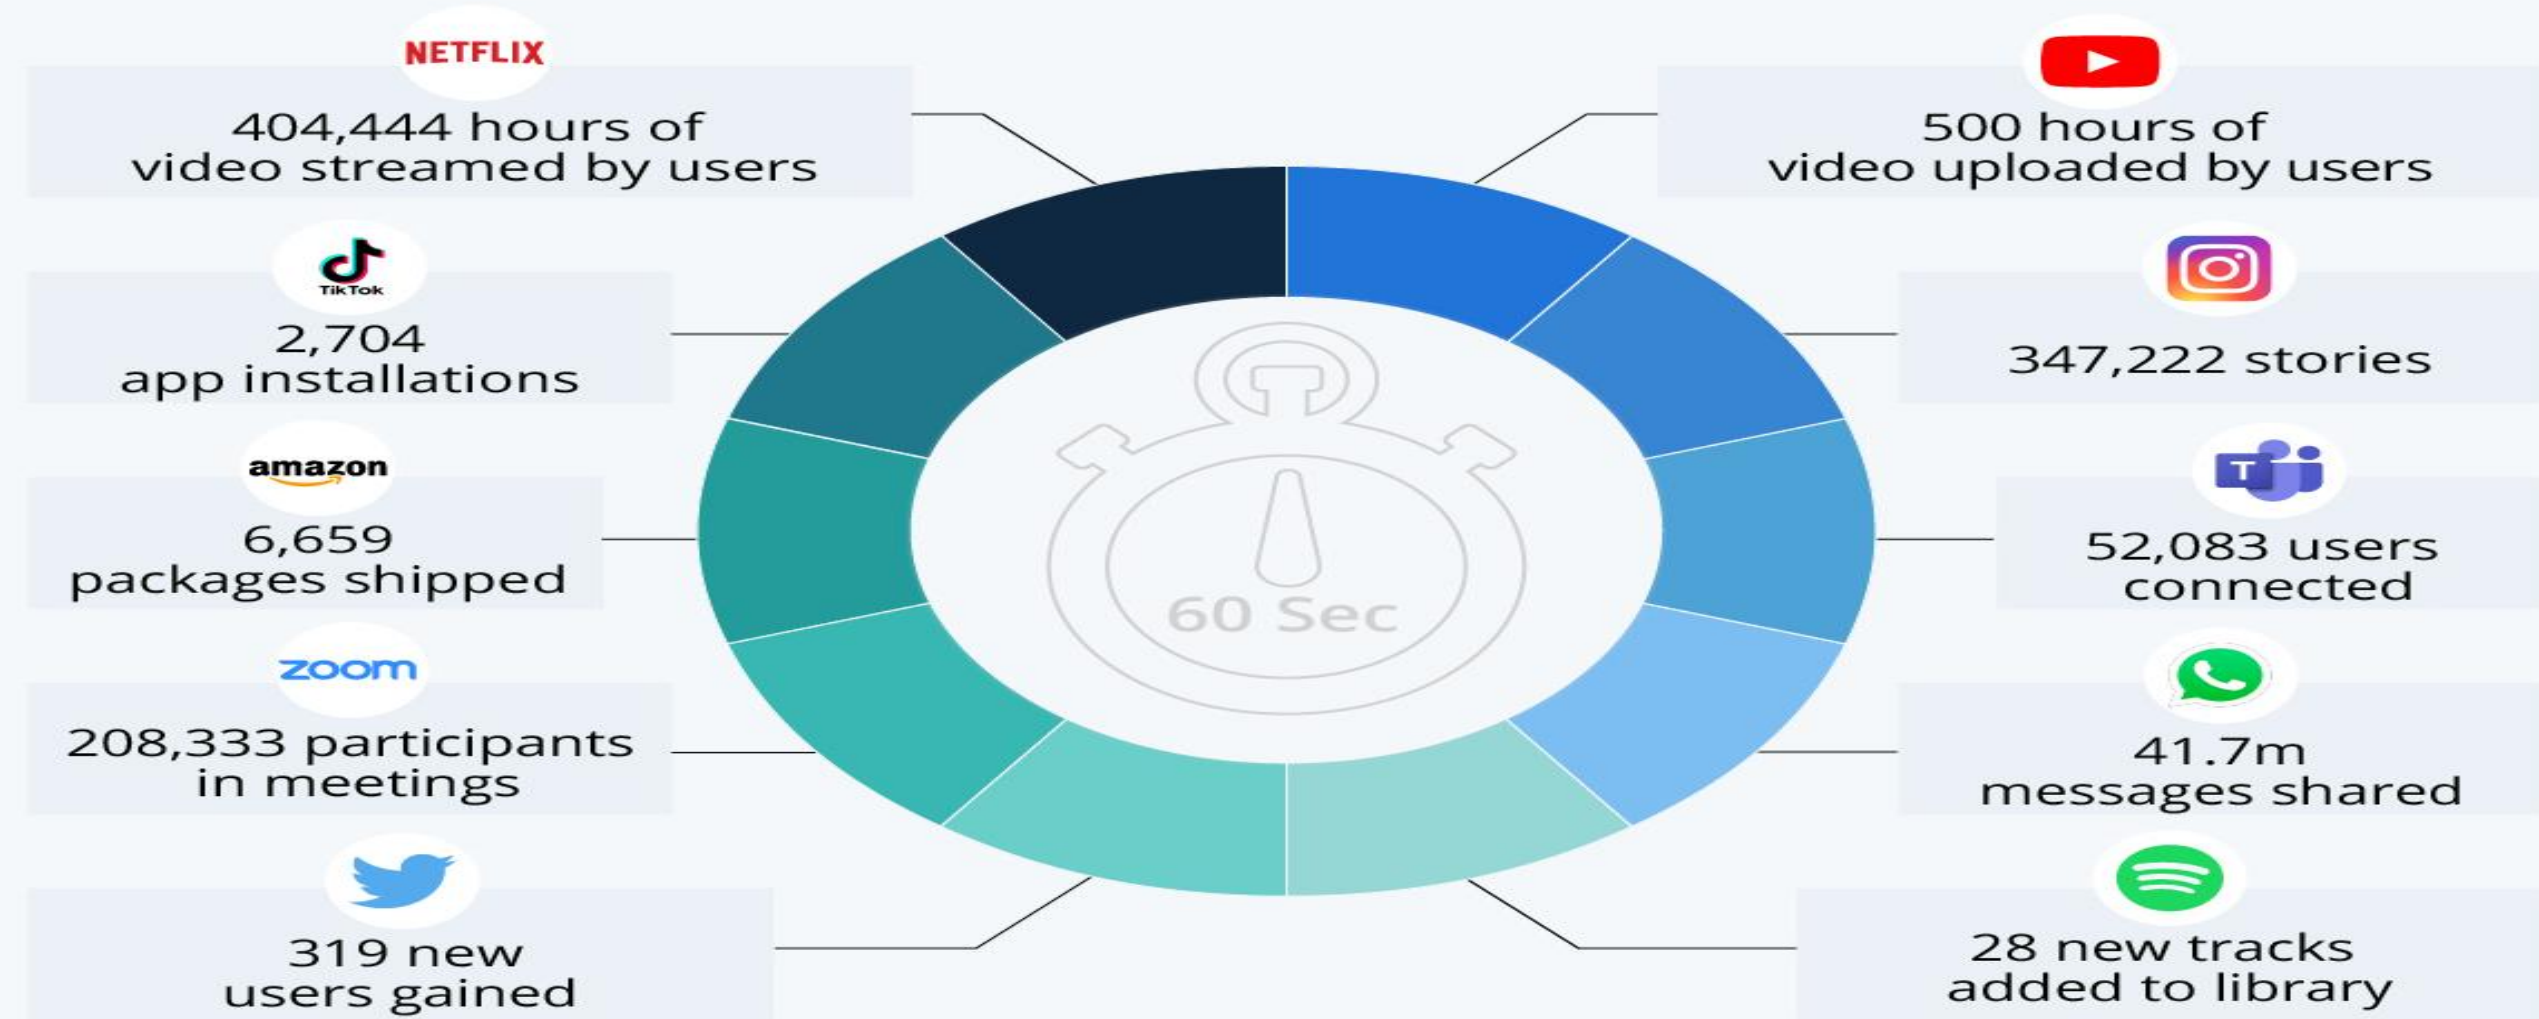 NETFLIX
404,444 hours of
video streamed by users
TikTok
2,704
app installations
amazon
6,659
packages shipped
zoom
208,333 participants
in meetings
319 new
users gained
60 Sec
500 hours of
video uploaded by users
347,222 stories
T
52,083 users
connected
41.7m
messages shared
28 new tracks
added to library